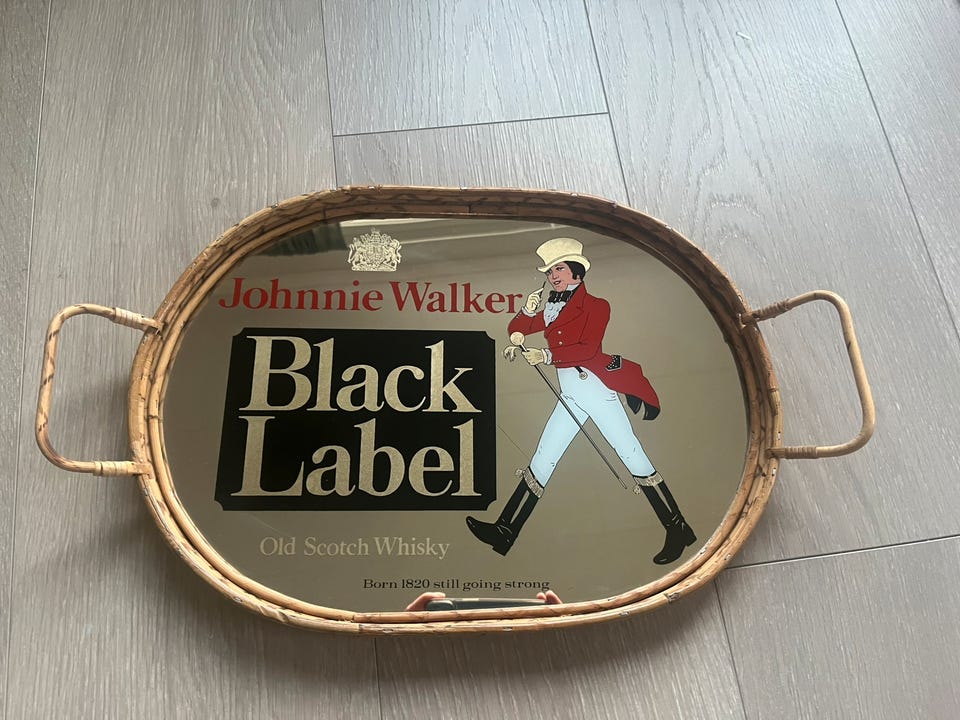 Johnnie Walker
Black
Label
Old Scotch Whisky
Born 1820 still going strong